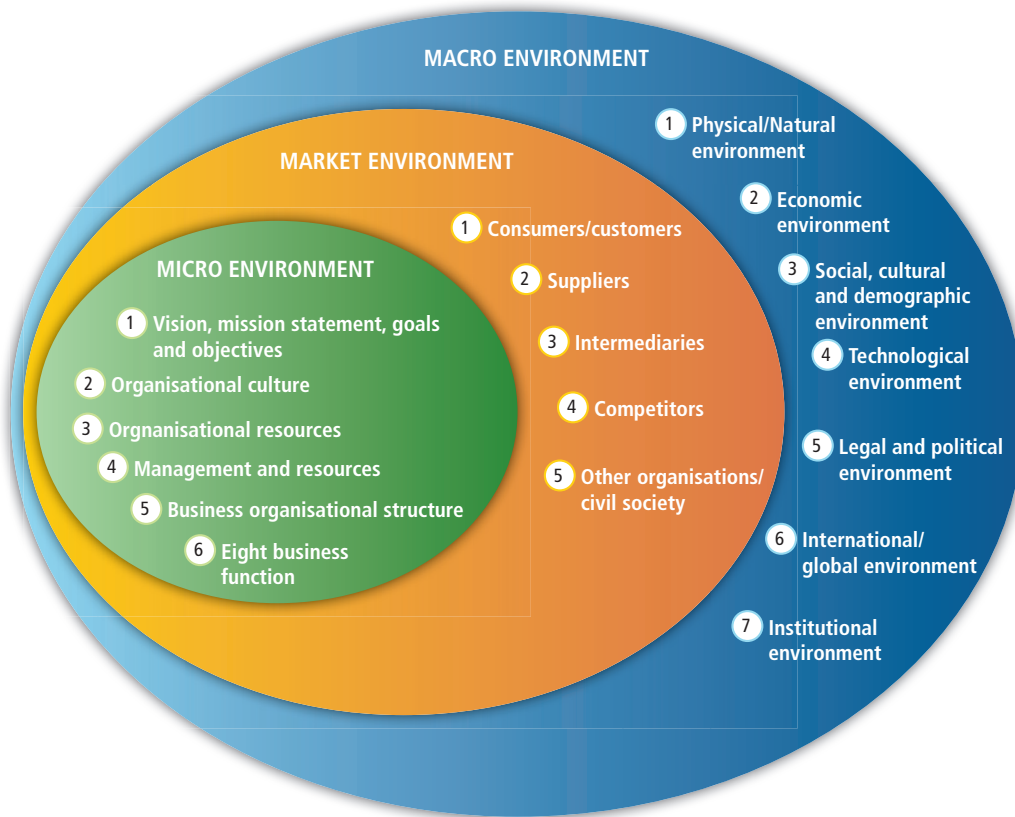 MACRO ENVIRONMENT
1 Physical/Natural
environment
2 Economic
environment
3 Social, cultural
and demographic
environment
4 Technological
environment
5 Legal and political
environment
6 International/
global environment
7 Institutional
environment
MARKET ENVIRONMENT
1 Consumers/customers
2 Suppliers
3 Intermediaries
4 Competitors
5 Other organisations/
civil society
MICRO ENVIRONMENT
1 Vision, mission statement, goals
and objectives
2 Organisational culture
3 Orgnanisational resources
4 Management and resources
5 Business organisational structure
6 Eight business
function